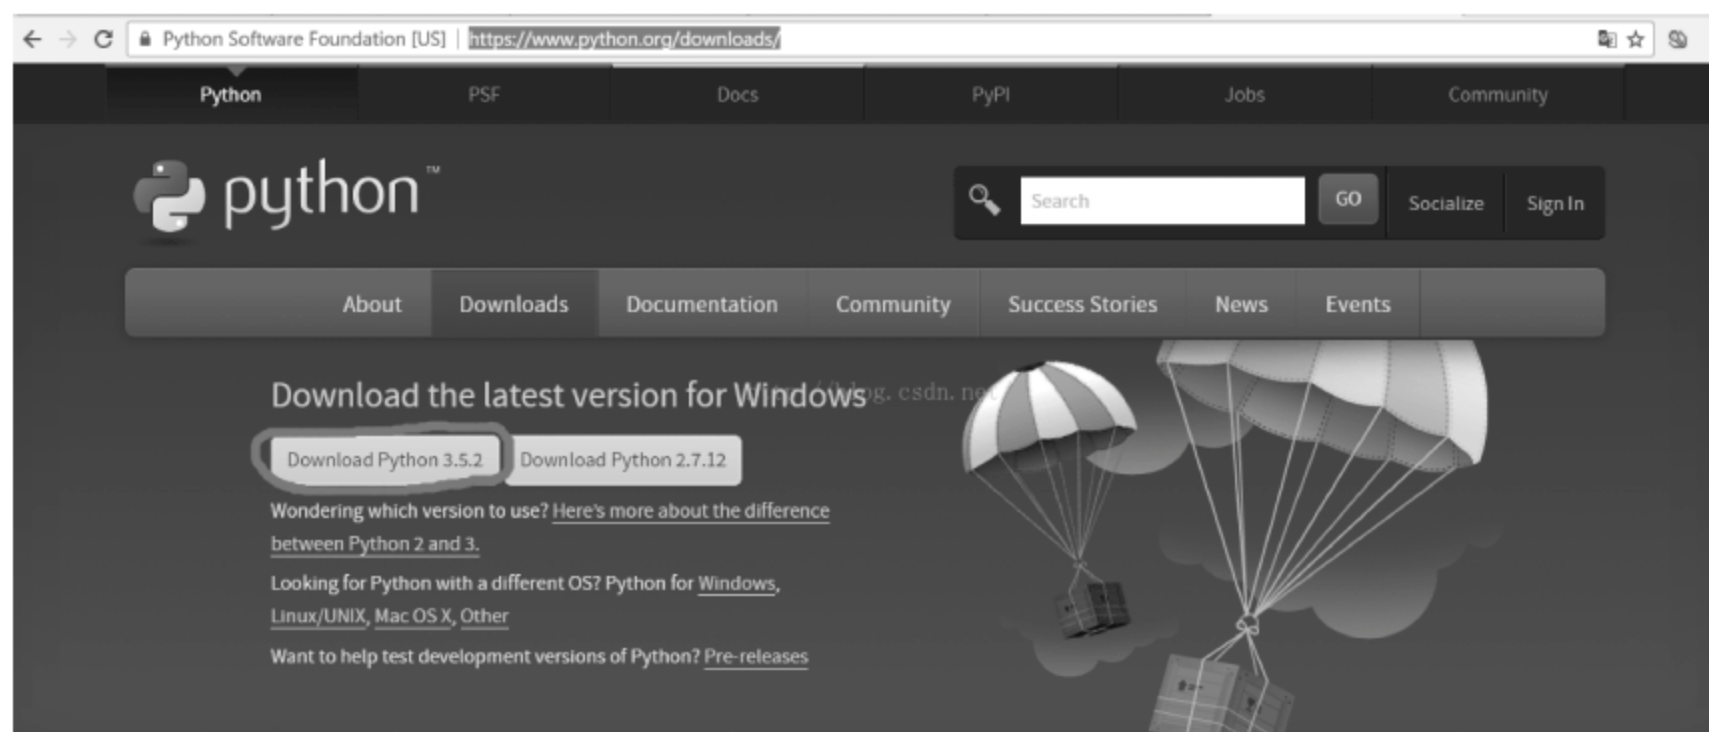 Python Software Foundation [US] | https://www.python.org/downloads/
Python PSF Docs PyPI Jobs Community
python™
Search GO Socialize Sign In
About Downloads Documentation Community Success Stories News Events
Download the latest version for Windows
Download Python 3.5.2 Download Python 2.7.12
Wondering which version to use? Here's more about the difference
between Python 2 and 3.
Looking for Python with a different OS? Python for Windows,
Linux/UNIX, Mac OS X, Other
Want to help test development versions of Python? Pre-releases